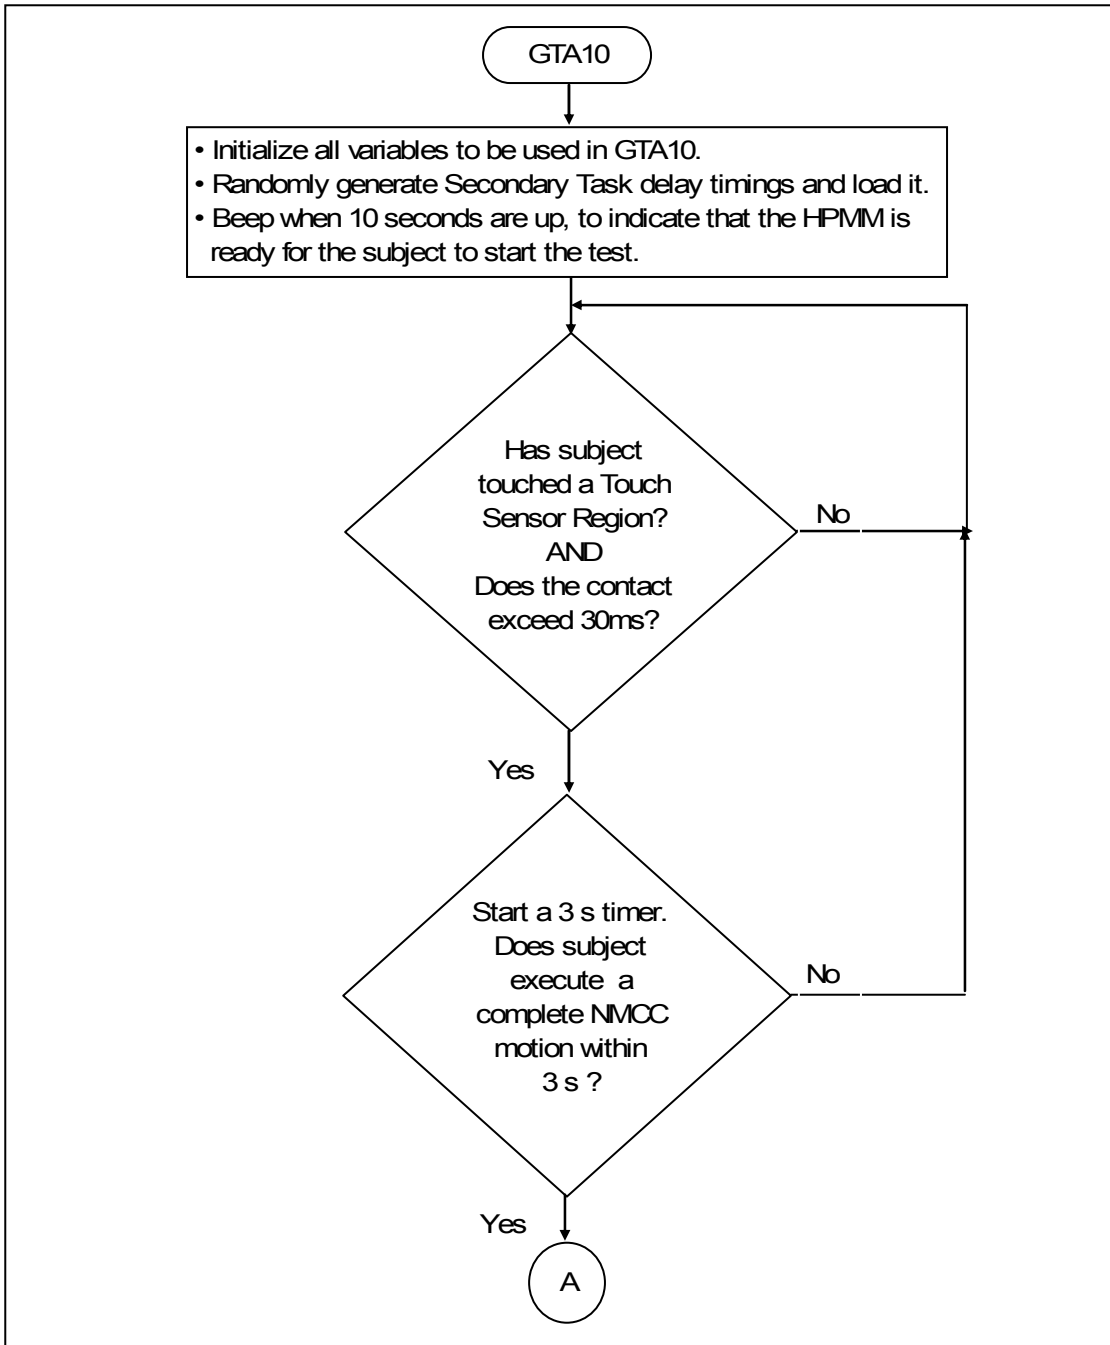 GTA10
• Initialize all variables to be used in GTA10.
• Randomly generate Secondary Task delay timings and load it.
• Beep when 10 seconds are up, to indicate that the HPMM is
ready for the subject to start the test.
Has subject
touched a Touch
Sensor Region?
AND
Does the contact
exceed 30ms?
No
Yes
Start a 3 s timer.
Does subject
execute a
complete NMCC
motion within
3 s ?
No
Yes
A